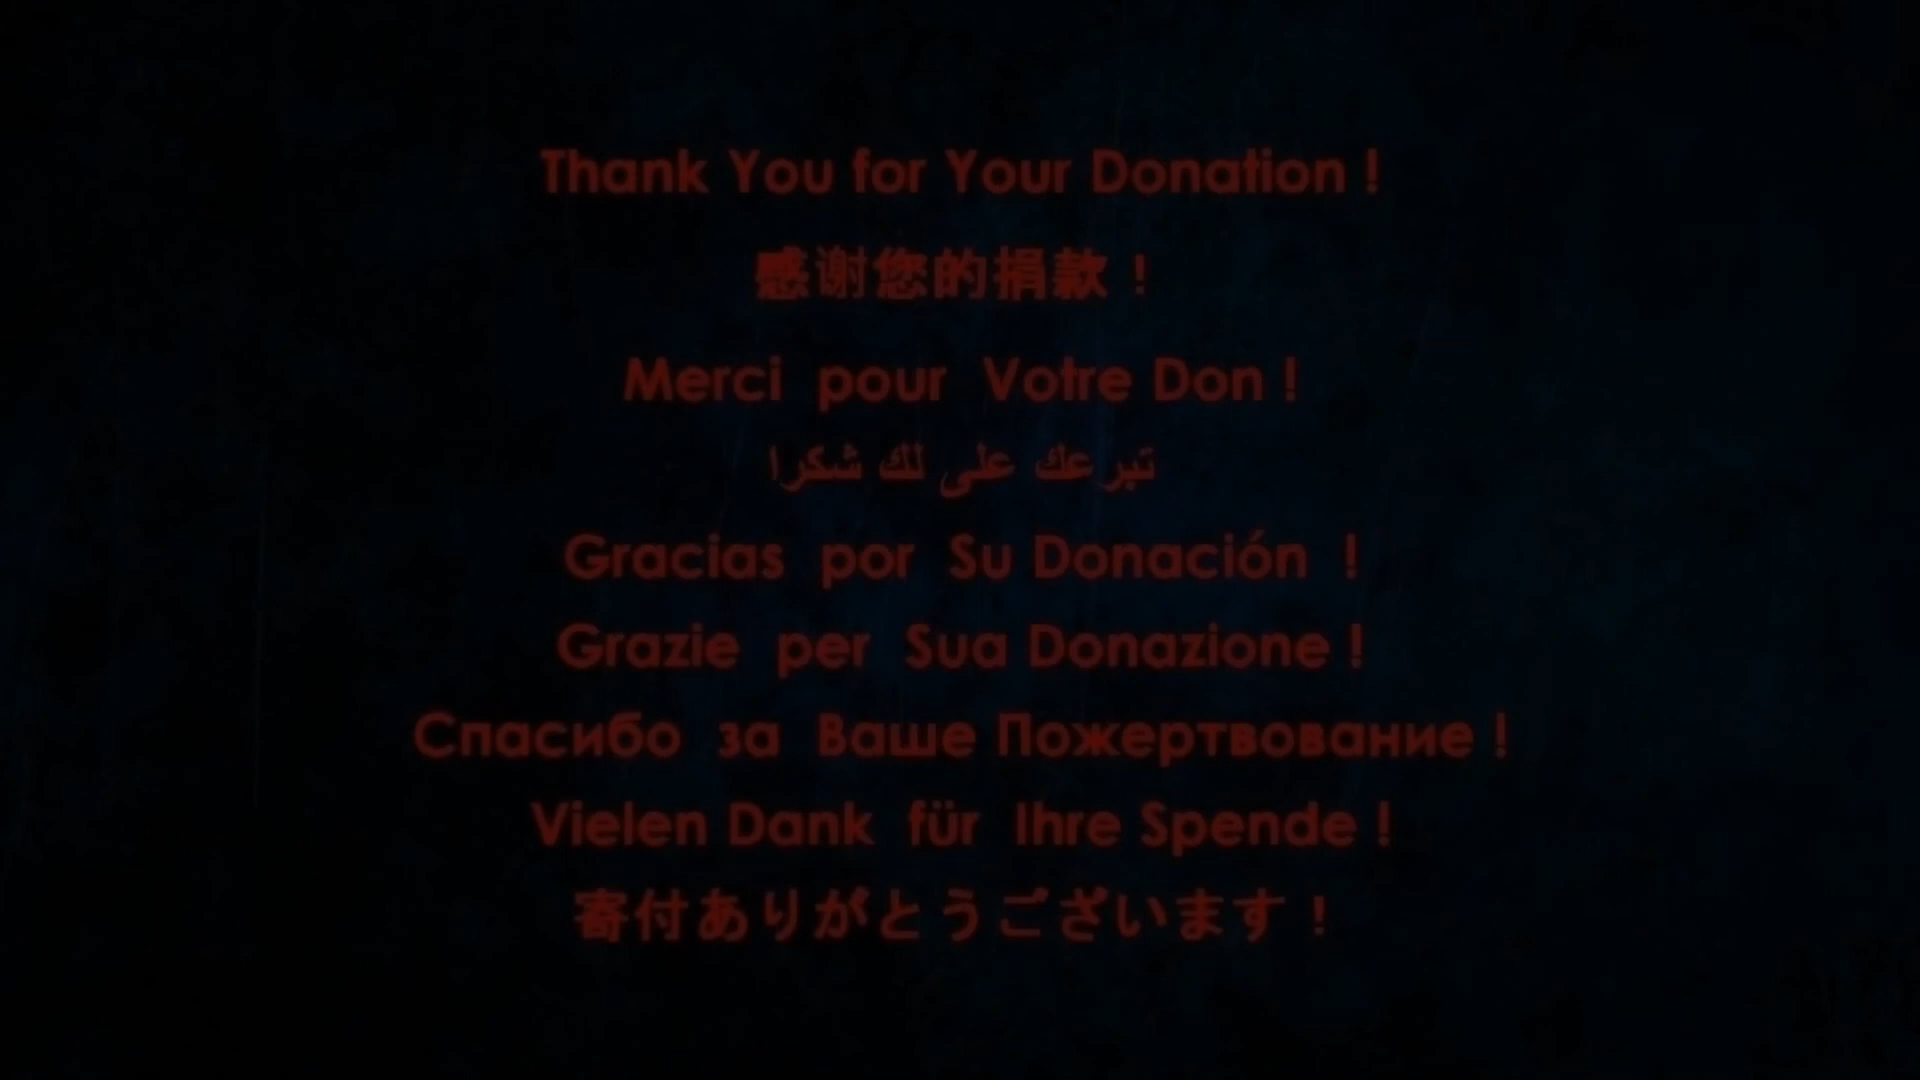 Thank You for Your Donation !
感谢您的捐款！
Merci pour Votre Don !
تبرعك على لك شكرا
Gracias por Su Donación !
Grazie per Sua Donazione !
Спасибо за Ваше Пожертвование !
Vielen Dank für Ihre Spende !
寄付ありがとうございます！